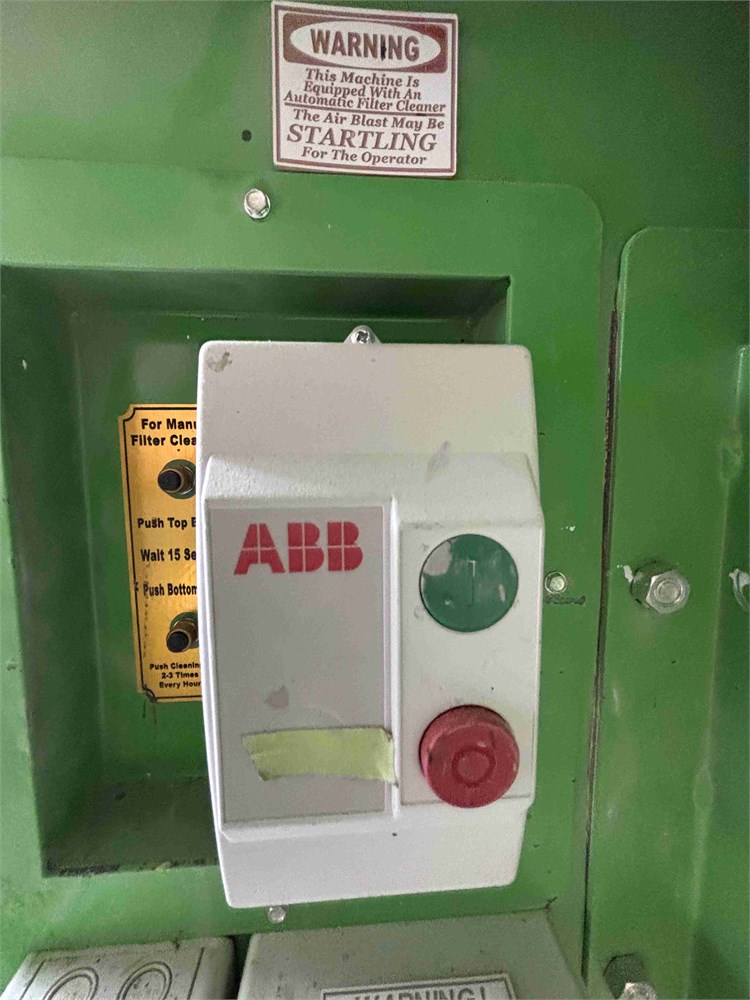 WARNING
This Machine Is
Equipped With An
Automatic Filter Cleaner
The Air Blast May Be
STARTLING
For The Operator
For Manu
Filter Clea
Push Top B
Wait 15 Se
Push Bottom
Push Cleaning
2-3 Times
Every Hour
ABB
I
O
WARNING!